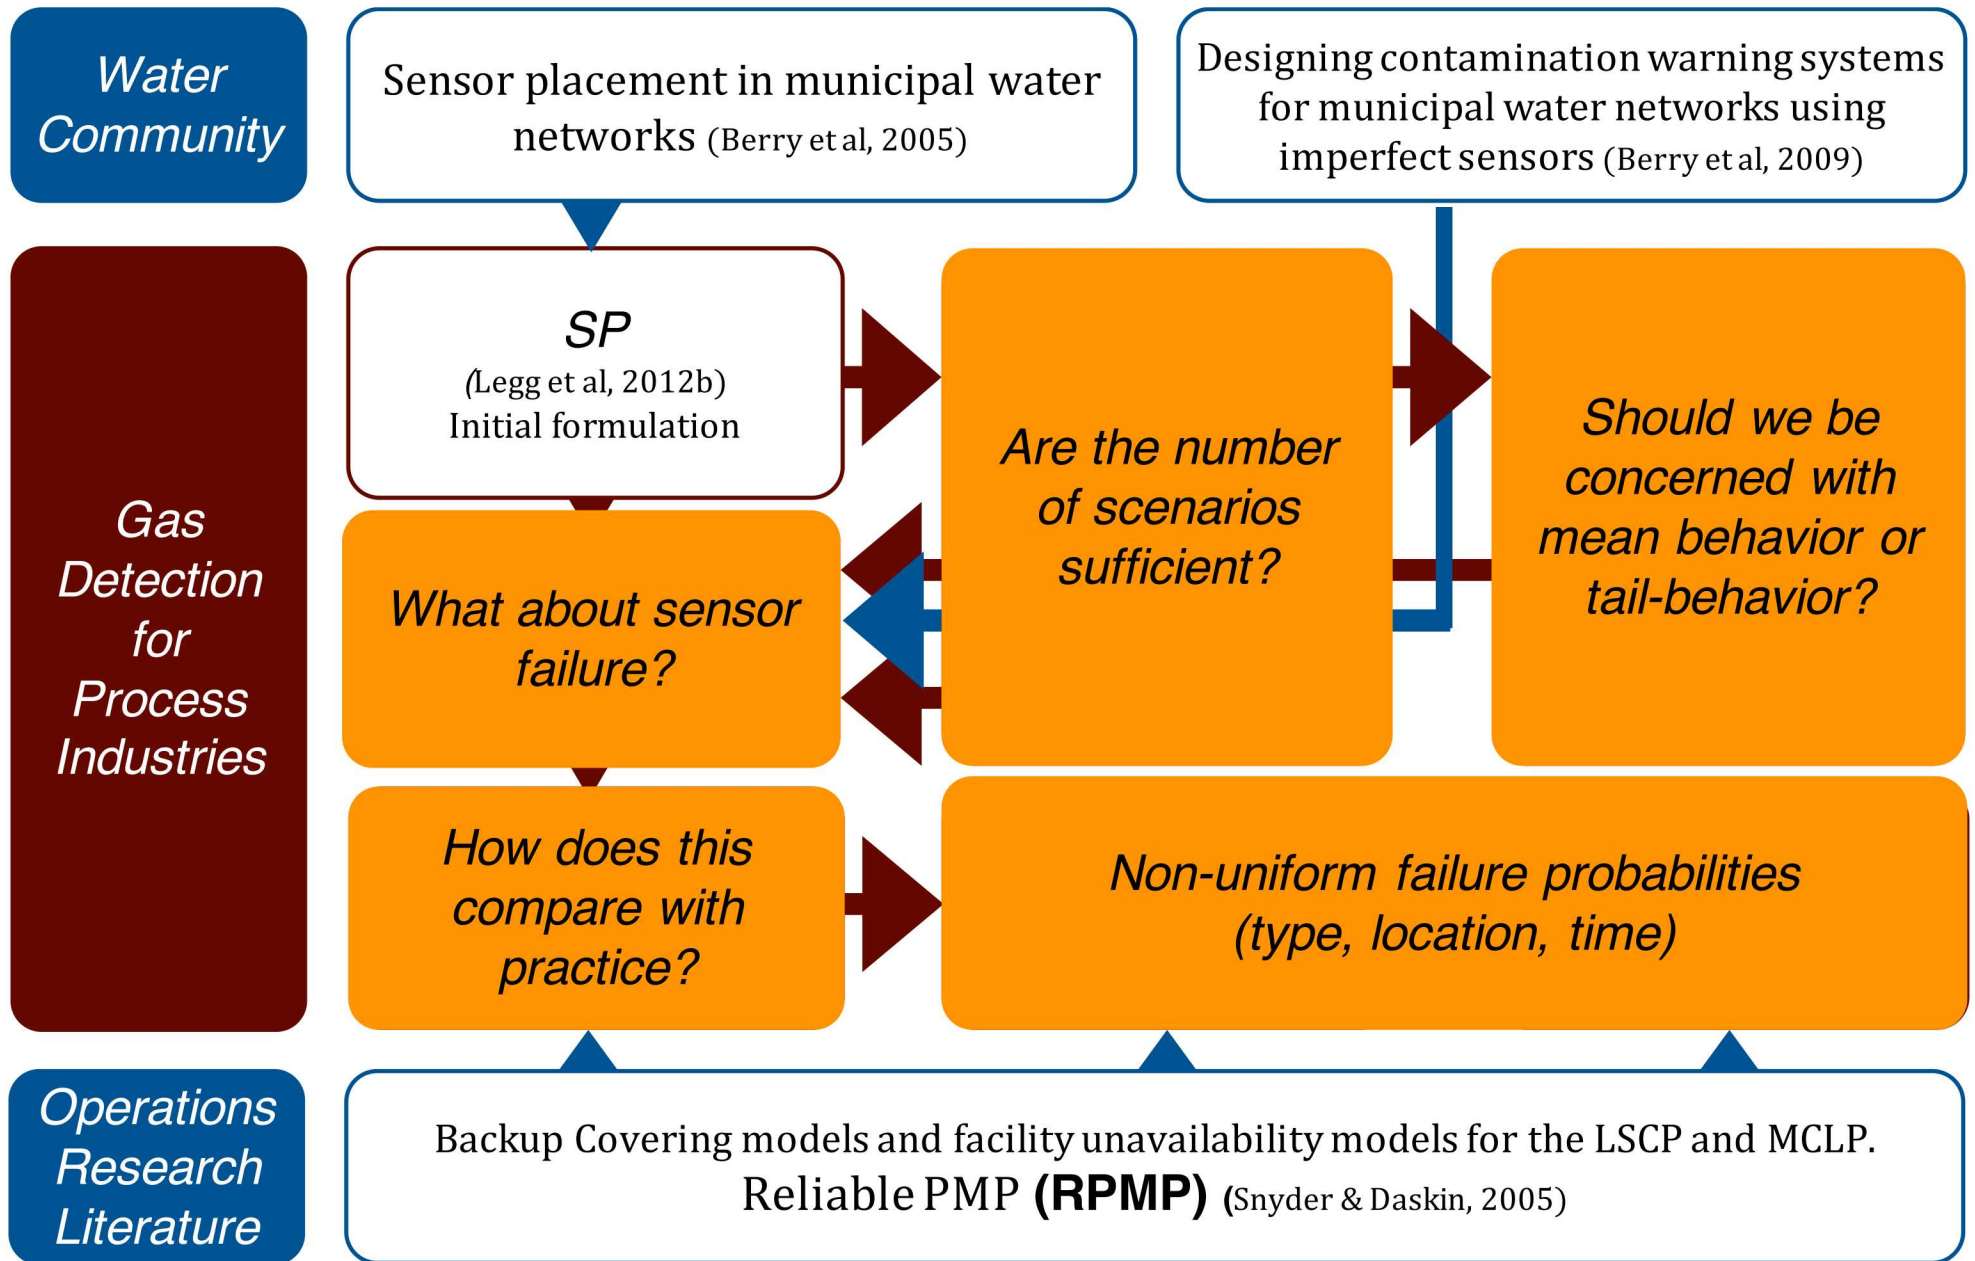 Water
Community
Sensor placement in municipal water
networks (Berry et al, 2005)
Designing contamination warning systems
for municipal water networks using
imperfect sensors (Berry et al, 2009)
Gas
Detection
for
Process
Industries
SP
(Legg et al, 2012b)
Initial formulation
Are the number
of scenarios
sufficient?
Should we be
concerned with
mean behavior or
tail-behavior?
What about sensor
failure?
How does this
compare with
practice?
Non-uniform failure probabilities
(type, location, time)
Operations
Research
Literature
Backup Covering models and facility unavailability models for the LSCP and MCLP.
Reliable PMP (RPMP) (Snyder & Daskin, 2005)